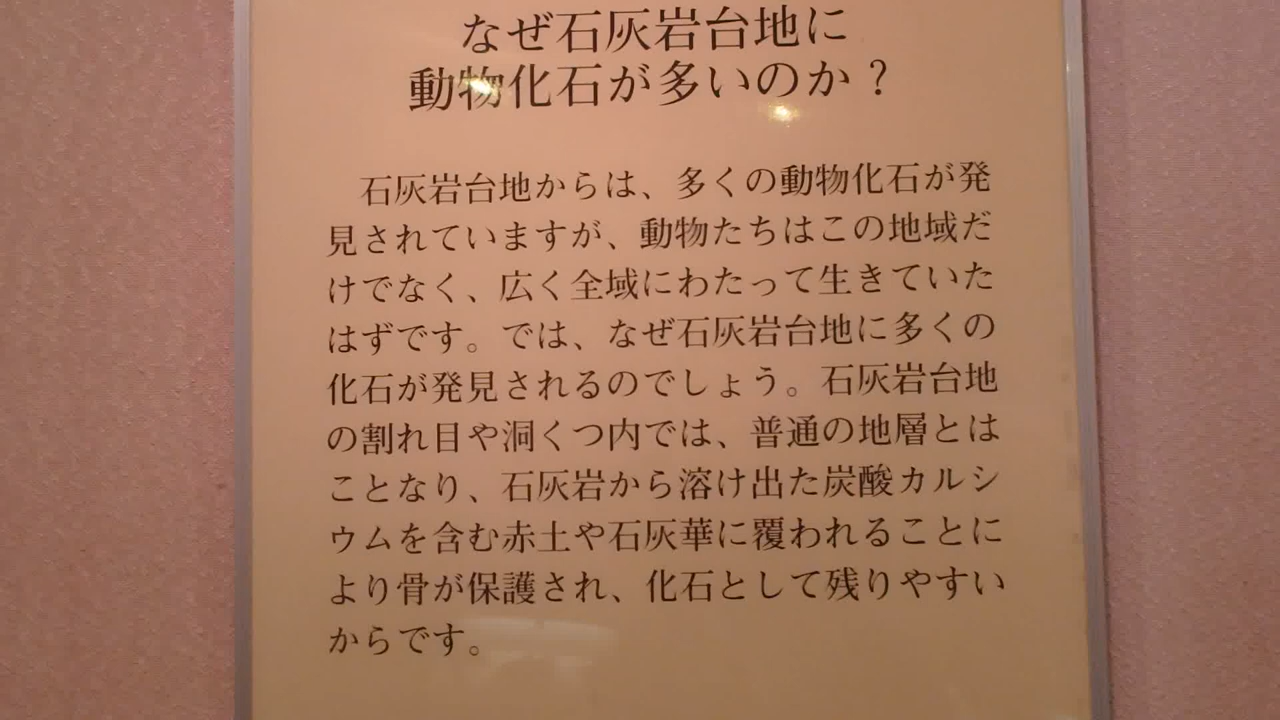 なぜ石灰岩台地に
動物化石が多いのか？
石灰岩台地からは、多くの動物化石が発
見されていますが、動物たちはこの地域だ
けでなく、広く全域にわたって生きていた
はずです。では、なぜ石灰岩台地に多くの
化石が発見されるのでしょう。石灰岩台地
の割れ目や洞くつ内では、普通の地層とは
ことなり、石灰岩から溶け出た炭酸カルシ
ウムを含む赤土や石灰華に覆われることに
より骨が保護され、化石として残りやすい
からです。